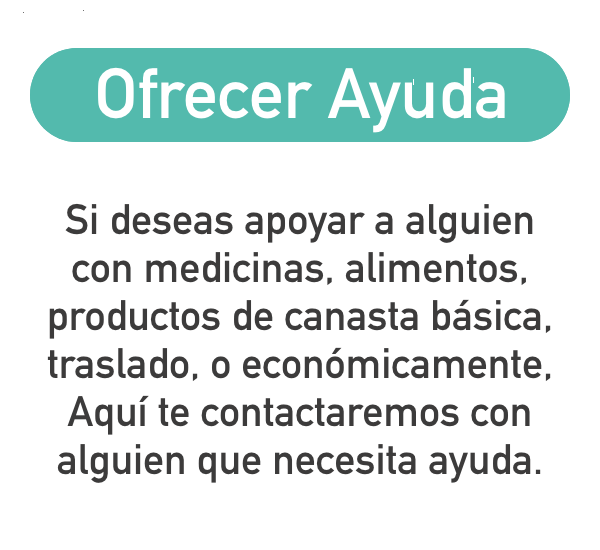 Ofrecer Ayuda
Si deseas apoyar a alguien
con medicinas, alimentos,
productos de canasta básica,
traslado, o económicamente,
Aquí te contactaremos con
alguien que necesita ayuda.